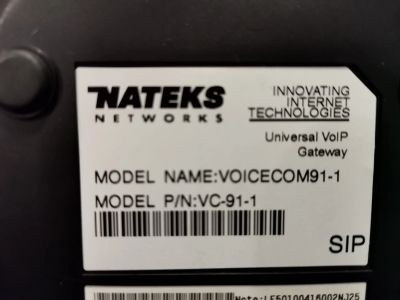 NATEKS
NETWORKS
INNOVATING
INTERNET
TECHNOLOGIES
Universal VoIP
Gateway
MODEL NAME:VOICECOM91-1
MODEL P/N:VC-91-1
SIP